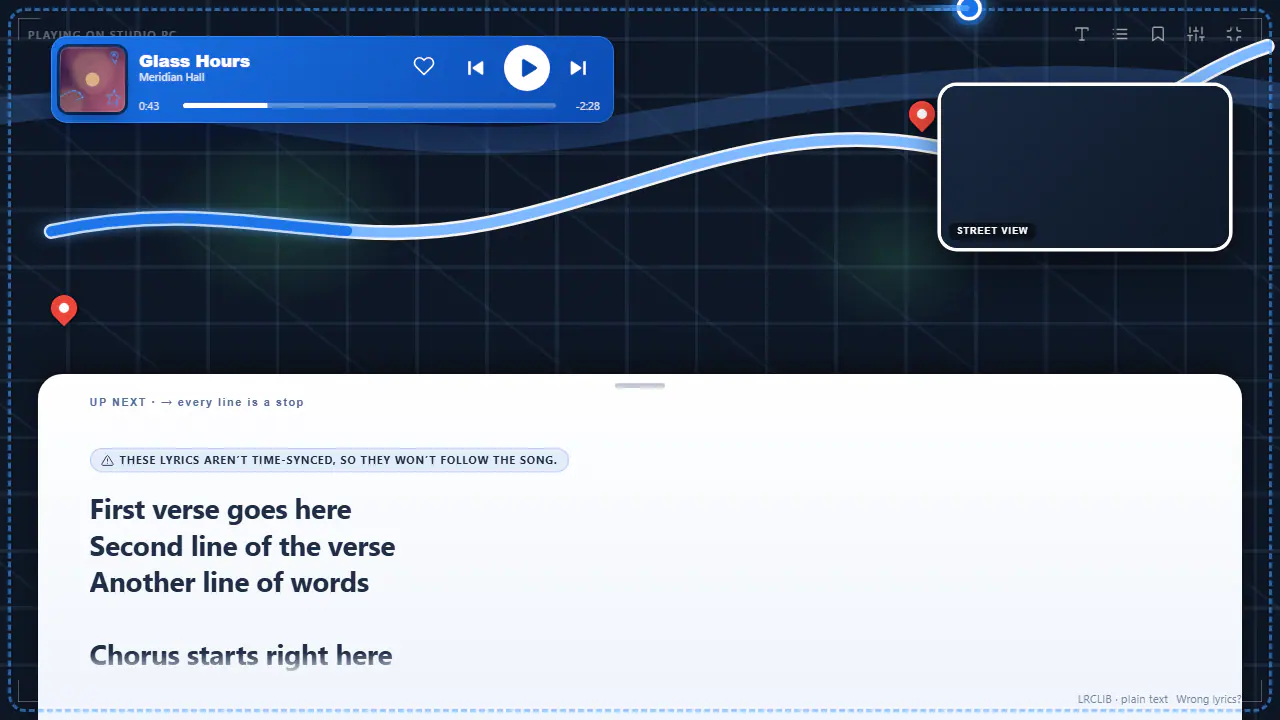 PLAYING ON STUDIO PC
Glass Hours
Meridian Hall
0:43
-2:28
STREET VIEW
UP NEXT · → every line is a stop
THESE LYRICS AREN'T TIME-SYNCED, SO THEY WON'T FOLLOW THE SONG.
First verse goes here
Second line of the verse
Another line of words
Chorus starts right here
LRCLIB · plain text Wrong lyrics?